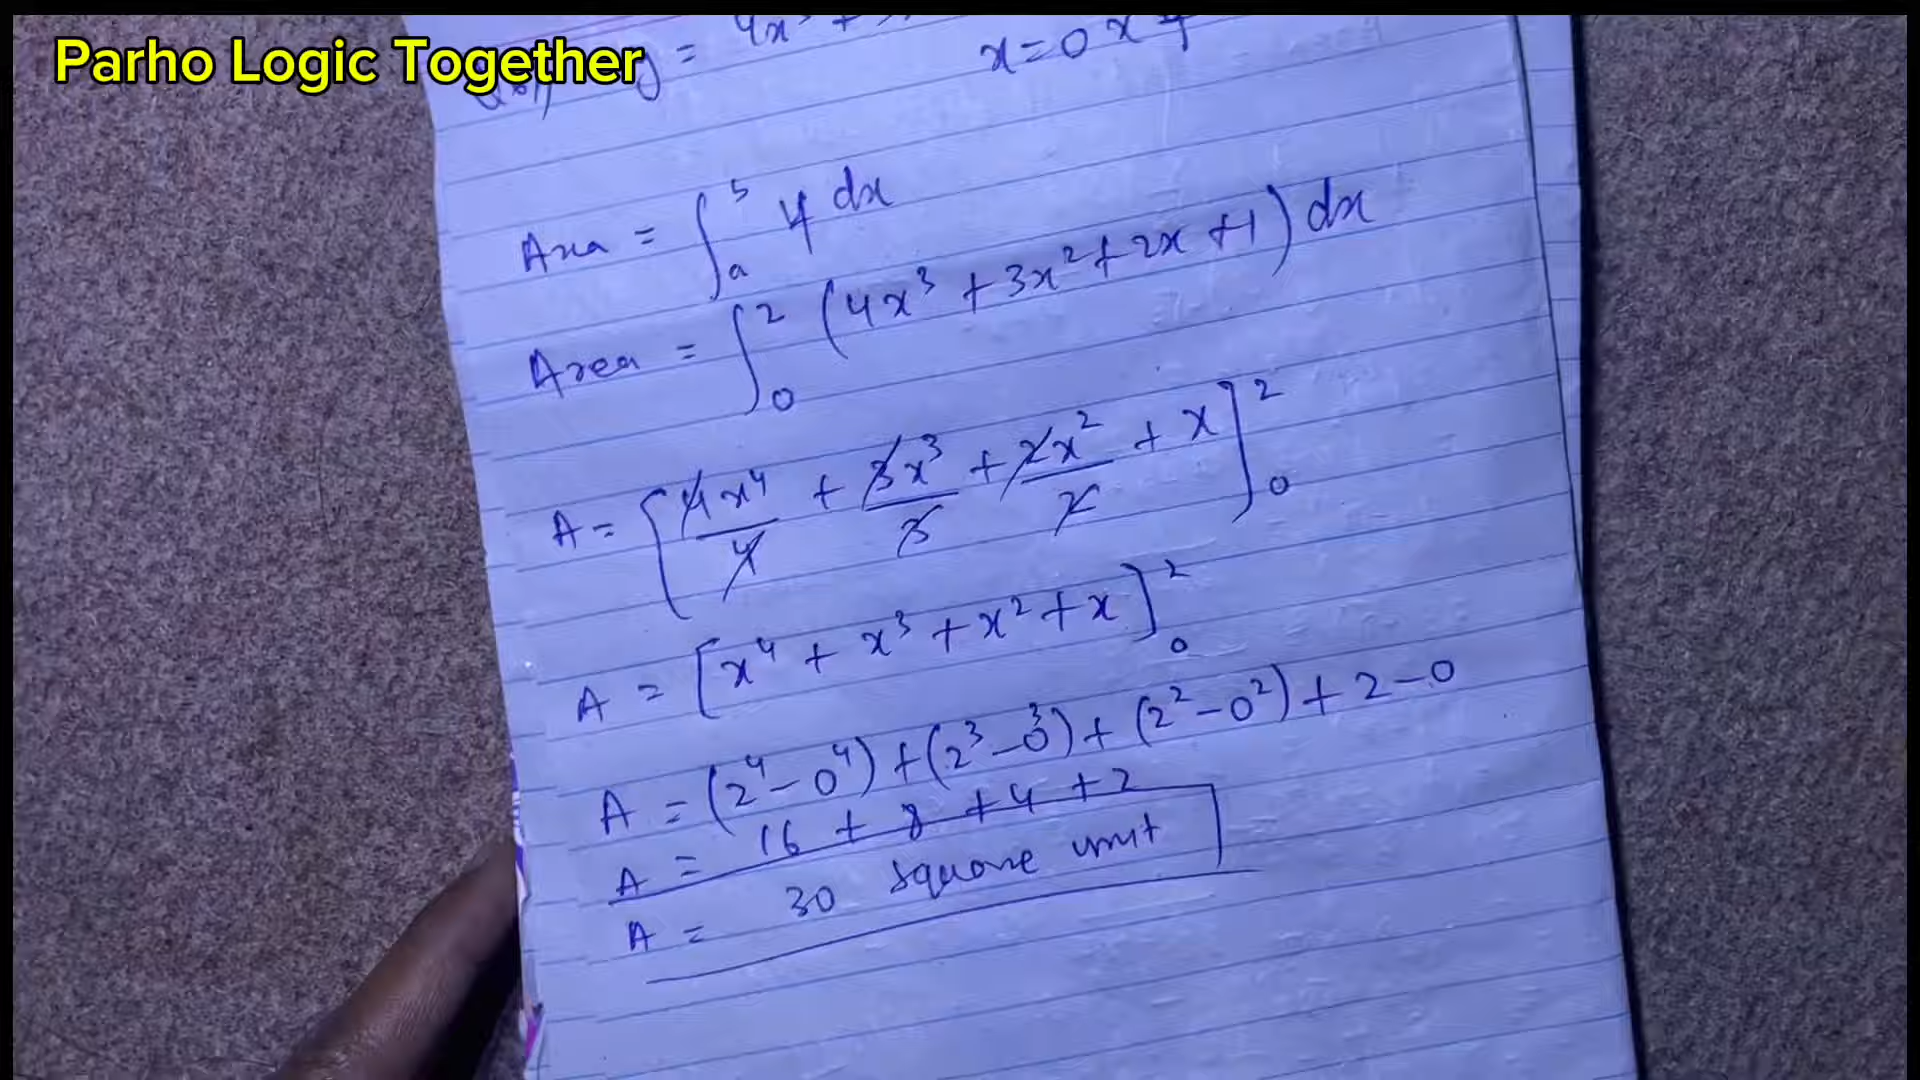 Parho Logic Together
y = 4x³ +
x = 0
Area = ∫ₐᵇ y dx
Area = ∫₀² (4x³ + 3x² + 2x + 1) dx
A = [4x⁴/4 + 3x³/3 + 2x²/2 + x]₀²
A = [x⁴ + x³ + x² + x]₀²
A = (2⁴ - 0⁴) + (2³ - 0³) + (2² - 0²) + 2 - 0
A = 16 + 8 + 4 + 2
A = 30 square unit